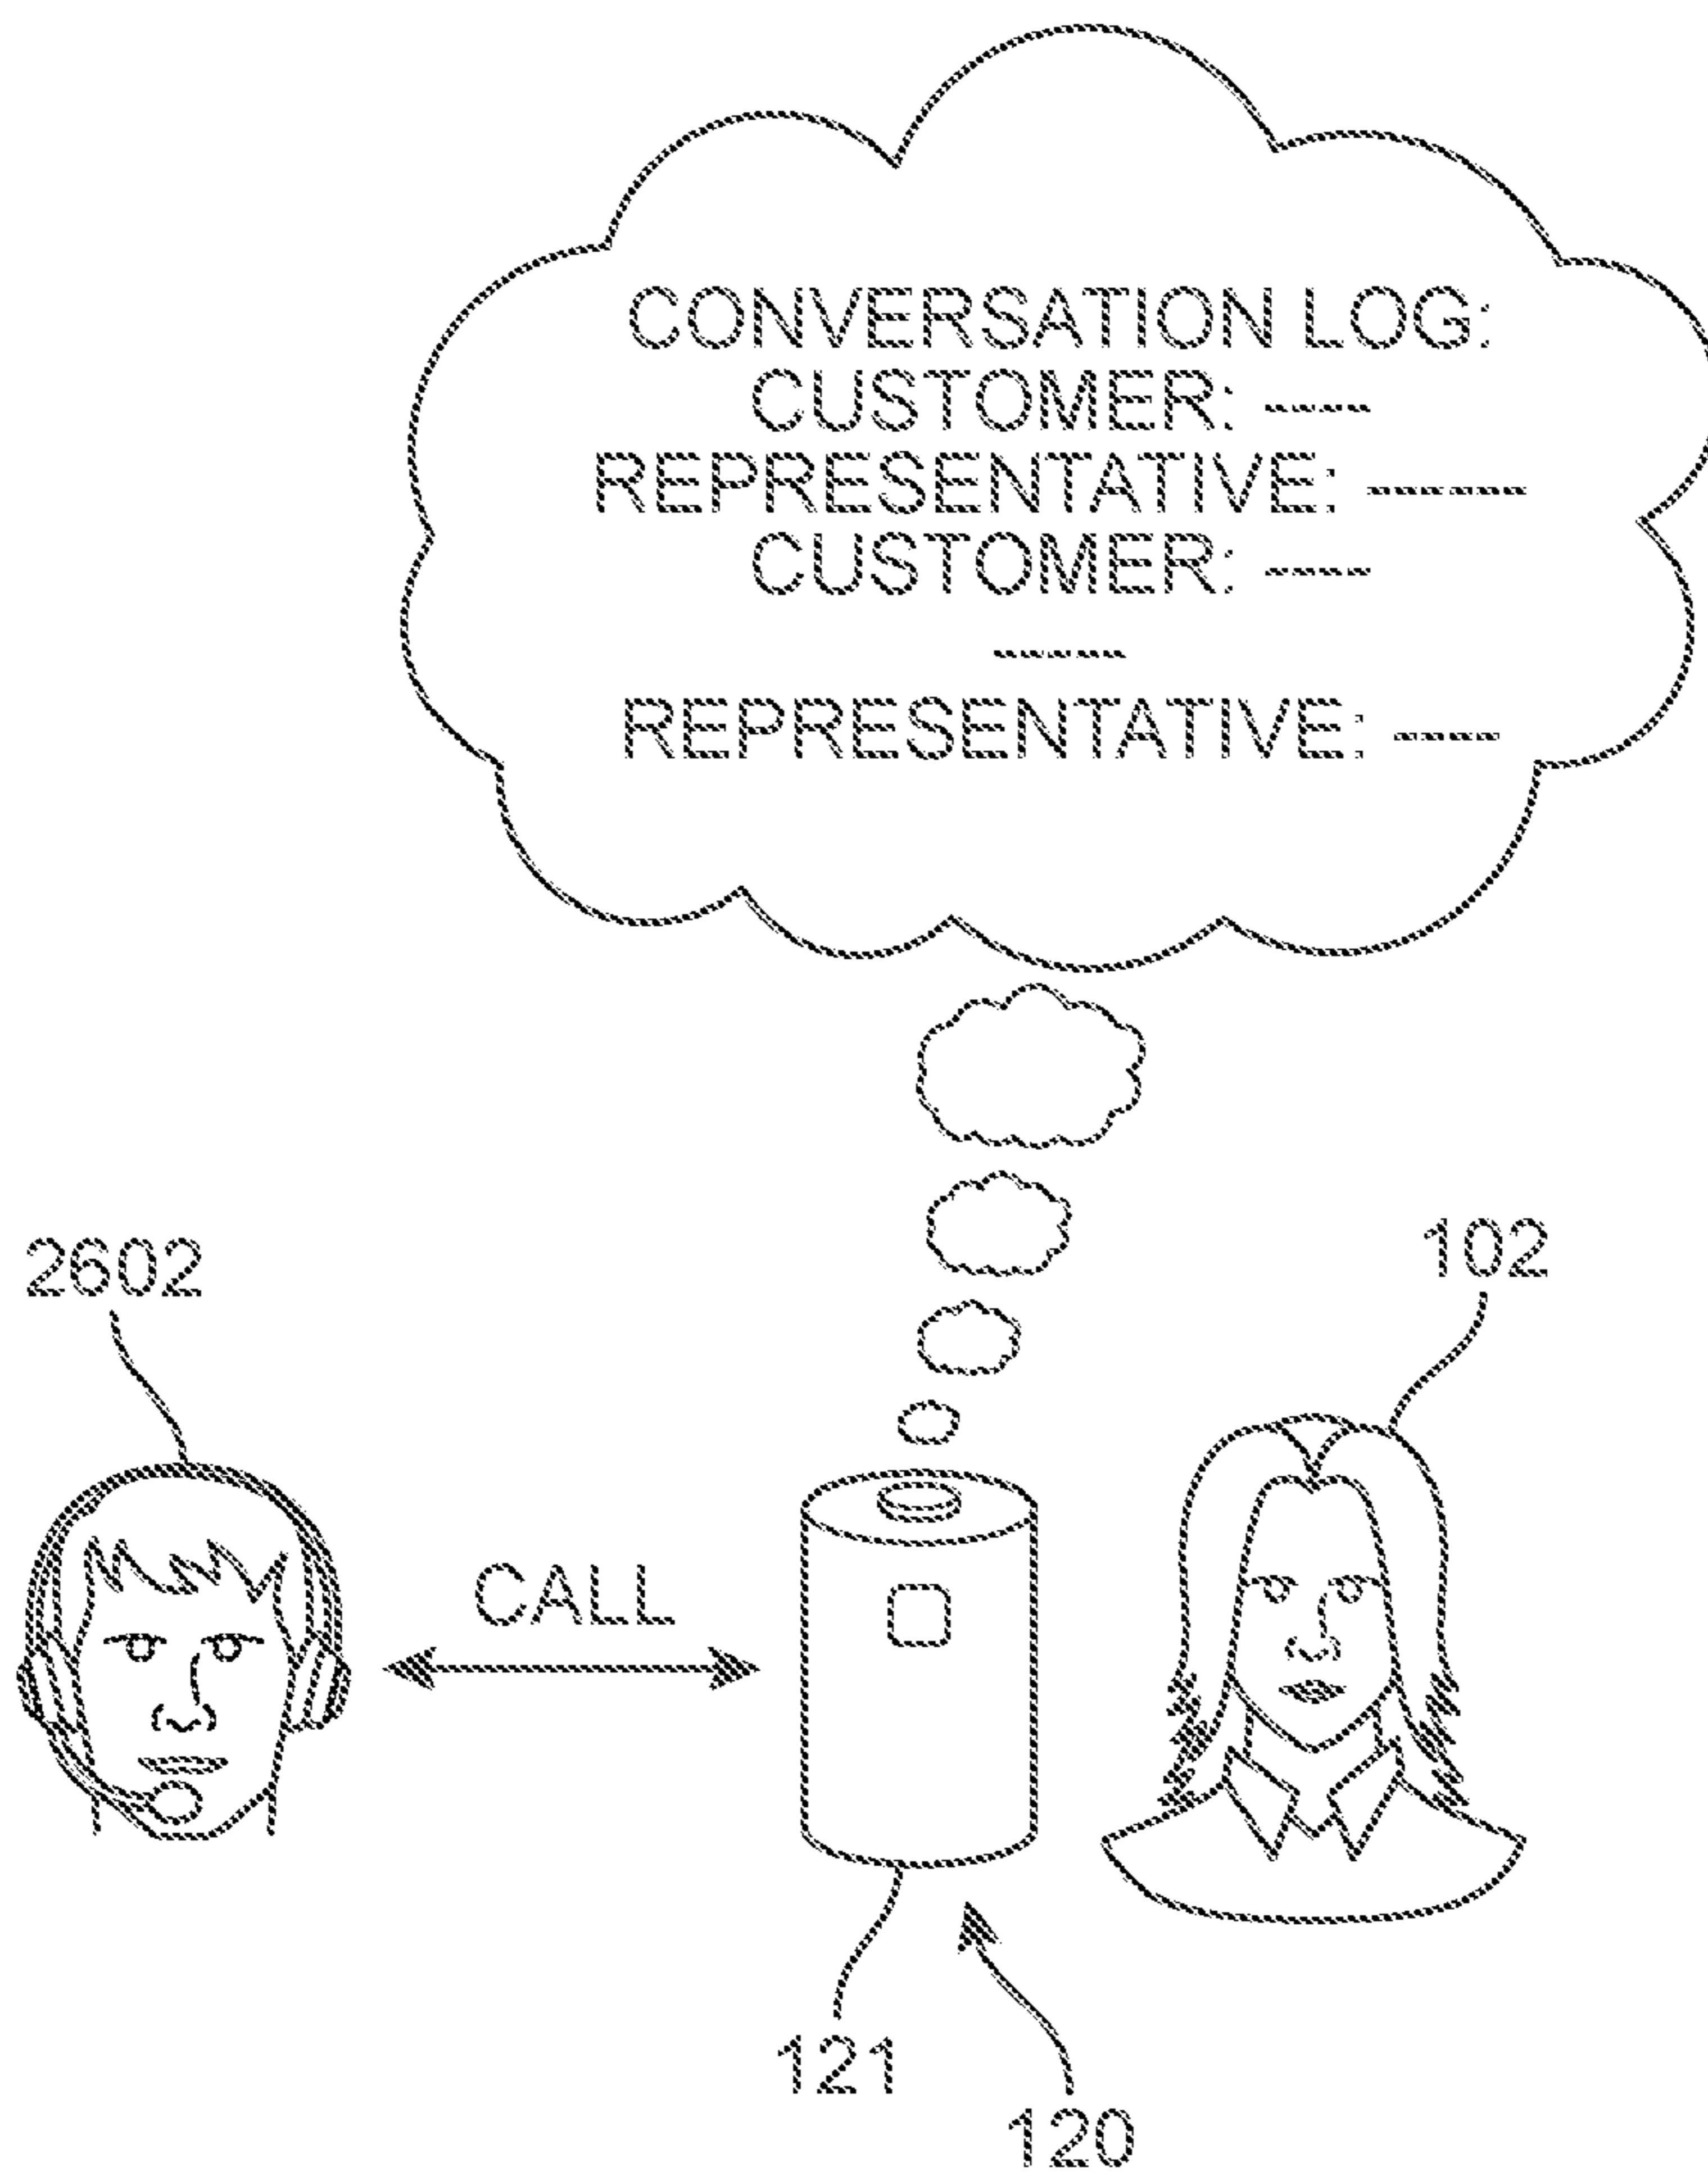 CONVERSATION LOG:
CUSTOMER: ----
REPRESENTATIVE: ------
CUSTOMER: ----
-----
REPRESENTATIVE: ----
2602
102
CALL
121
120